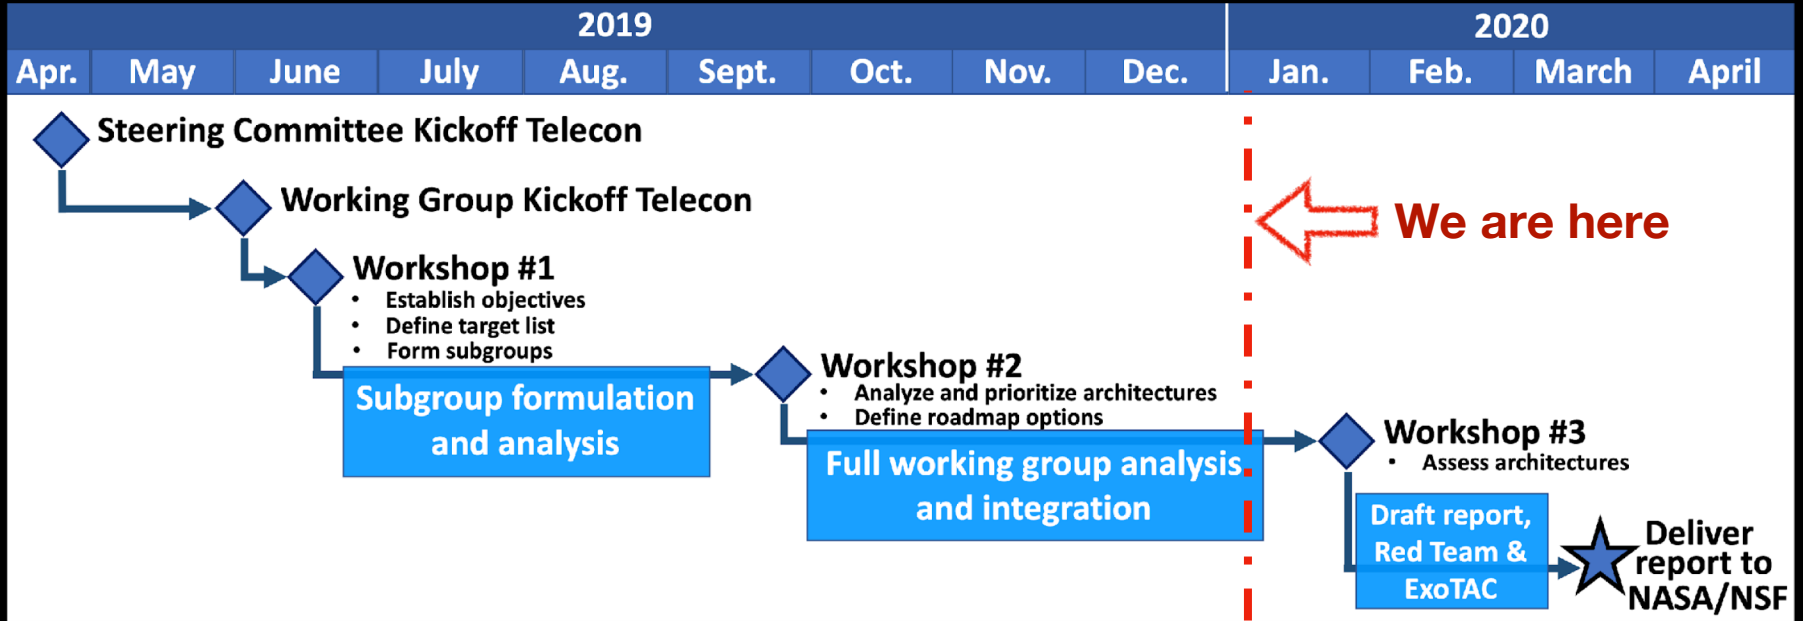 2019
2020
Apr.
May
June
July
Aug.
Sept.
Oct.
Nov.
Dec.
Jan.
Feb.
March
April
Steering Committee Kickoff Telecon
Working Group Kickoff Telecon
We are here
Workshop #1
• Establish objectives
• Define target list
• Form subgroups
Subgroup formulation
and analysis
Workshop #2
• Analyze and prioritize architectures
• Define roadmap options
Full working group analysis
and integration
Workshop #3
• Assess architectures
Draft report,
Red Team &
ExoTAC
Deliver
report to
NASA/NSF